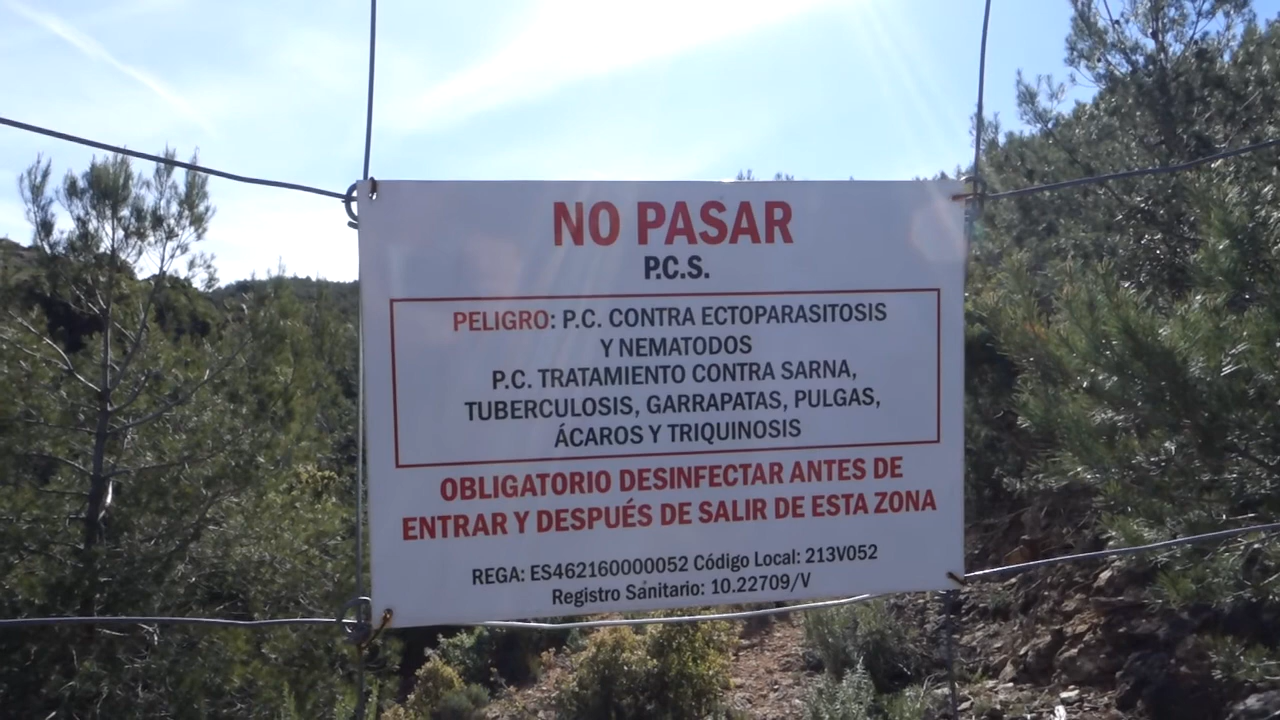 NO PASAR
P.C.S.
PELIGRO: P.C. CONTRA ECTOPARASITOSIS
Y NEMATODOS
P.C. TRATAMIENTO CONTRA SARNA,
TUBERCULOSIS, GARRAPATAS, PULGAS,
ÁCAROS Y TRIQUINOSIS
OBLIGATORIO DESINFECTAR ANTES DE
ENTRAR Y DESPUÉS DE SALIR DE ESTA ZONA
REGA: ES462160000052 Código Local: 213V052
Registro Sanitario: 10.22709/V